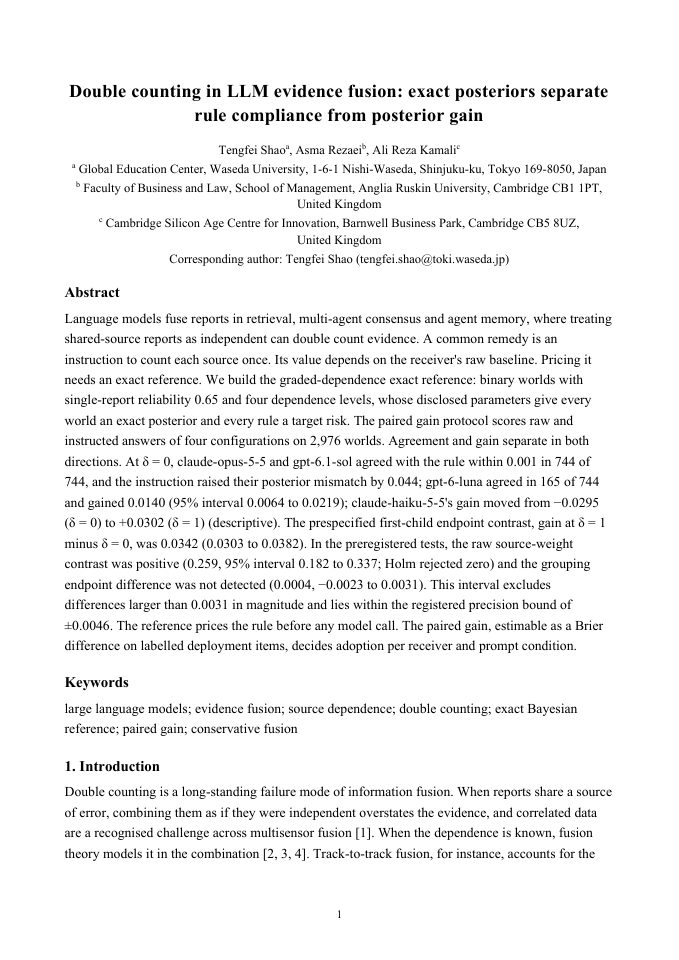 Double counting in LLM evidence fusion: exact posteriors separate
rule compliance from posterior gain
Tengfei Shaoᵃ, Asma Rezaeiᵇ, Ali Reza Kamaliᶜ
ᵃ Global Education Center, Waseda University, 1-6-1 Nishi-Waseda, Shinjuku-ku, Tokyo 169-8050, Japan
ᵇ Faculty of Business and Law, School of Management, Anglia Ruskin University, Cambridge CB1 1PT,
United Kingdom
ᶜ Cambridge Silicon Age Centre for Innovation, Barnwell Business Park, Cambridge CB5 8UZ,
United Kingdom
Corresponding author: Tengfei Shao (tengfei.shao@toki.waseda.jp)
Abstract
Language models fuse reports in retrieval, multi-agent consensus and agent memory, where treating
shared-source reports as independent can double count evidence. A common remedy is an
instruction to count each source once. Its value depends on the receiver's raw baseline. Pricing it
needs an exact reference. We build the graded-dependence exact reference: binary worlds with
single-report reliability 0.65 and four dependence levels, whose disclosed parameters give every
world an exact posterior and every rule a target risk. The paired gain protocol scores raw and
instructed answers of four configurations on 2,976 worlds. Agreement and gain separate in both
directions. At δ = 0, claude-opus-5-5 and gpt-6.1-sol agreed with the rule within 0.001 in 744 of
744, and the instruction raised their posterior mismatch by 0.044; gpt-6-luna agreed in 165 of 744
and gained 0.0140 (95% interval 0.0064 to 0.0219); claude-haiku-5-5's gain moved from −0.0295
(δ = 0) to +0.0302 (δ = 1) (descriptive). The prespecified first-child endpoint contrast, gain at δ = 1
minus δ = 0, was 0.0342 (0.0303 to 0.0382). In the preregistered tests, the raw source-weight
contrast was positive (0.259, 95% interval 0.182 to 0.337; Holm rejected zero) and the grouping
endpoint difference was not detected (0.0004, −0.0023 to 0.0031). This interval excludes
differences larger than 0.0031 in magnitude and lies within the registered precision bound of
±0.0046. The reference prices the rule before any model call. The paired gain, estimable as a Brier
difference on labelled deployment items, decides adoption per receiver and prompt condition.
Keywords
large language models; evidence fusion; source dependence; double counting; exact Bayesian
reference; paired gain; conservative fusion
1. Introduction
Double counting is a long-standing failure mode of information fusion. When reports share a source
of error, combining them as if they were independent overstates the evidence, and correlated data
are a recognised challenge across multisensor fusion [1]. When the dependence is known, fusion
theory models it in the combination [2, 3, 4]. Track-to-track fusion, for instance, accounts for the
1